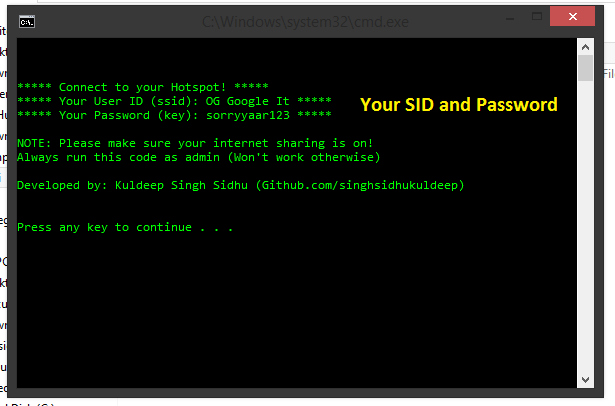 C:\Windows\system32\cmd.exe
***** Connect to your Hotspot! *****
***** Your User ID (ssid): OG Google It *****
***** Your Password (key): sorryyaar123 *****
Your SID and Password
NOTE: Please make sure your internet sharing is on!
Always run this code as admin (Won't work otherwise)
Developed by: Kuldeep Singh Sidhu (Github.com/singhsidhukuldeep)
Press any key to continue . . .